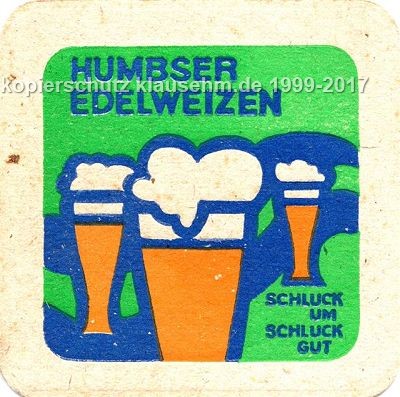 HUMBSER
kopierschutz klausehm.de 1999-2017
EDELWEIZEN
SCHLUCK
UM
SCHLUCK
GUT